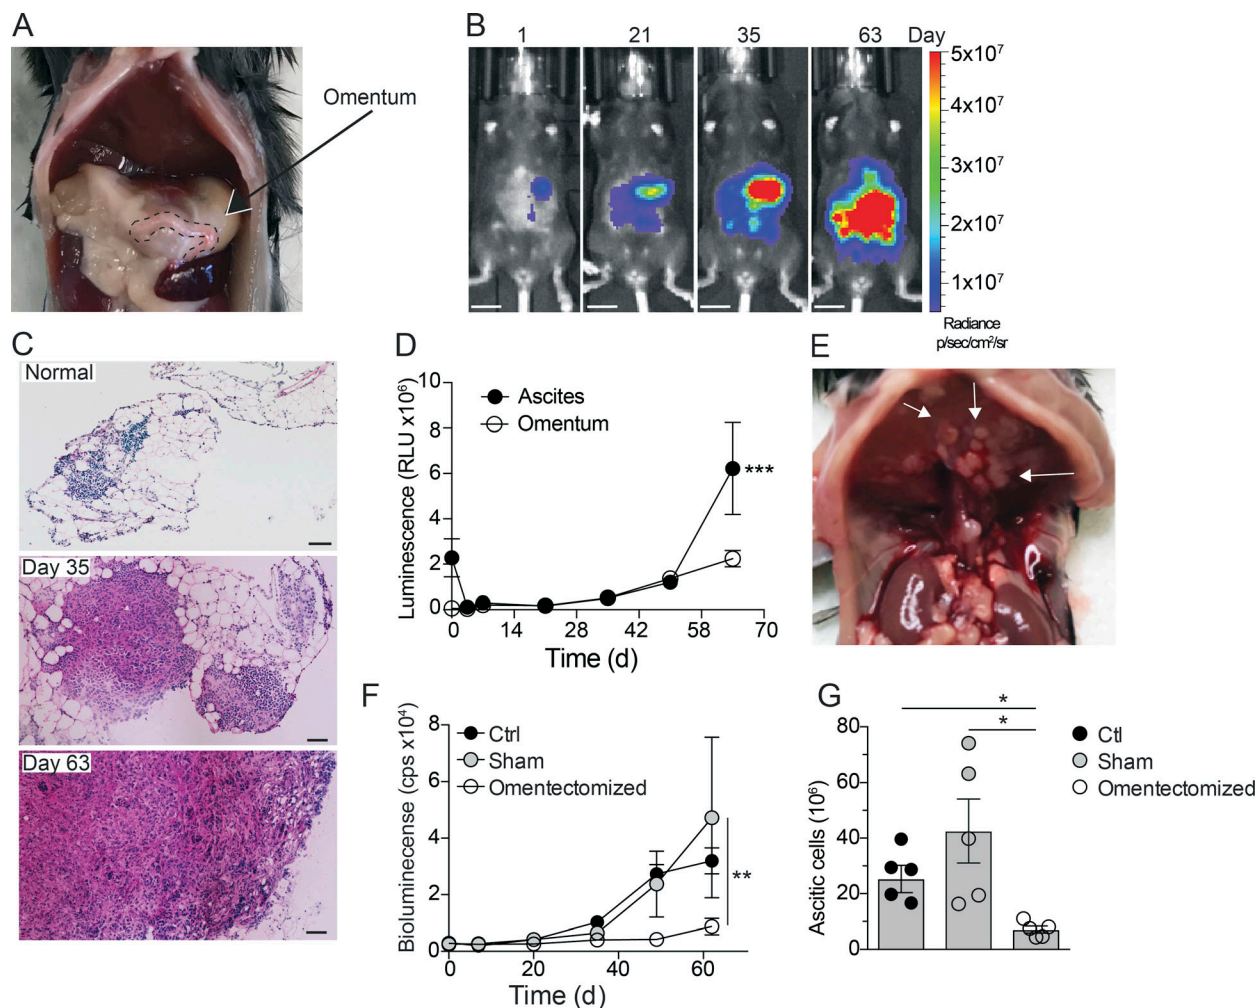 A
Omentum
B
1 21 35 63 Day
5x10⁷
4x10⁷
3x10⁷
2x10⁷
1x10⁷
Radiance
p/sec/cm²/sr
C
Normal
Day 35
Day 63
D
Luminescence (RLU x10⁶)
10
8
6
4
2
0
Ascites
Omentum
***
0 14 28 42 56 70
Time (d)
E
F
Bioluminecense (cps x10⁴)
8
6
4
2
0
Ctrl
Sham
Omentectomized
**
0 20 40 60
Time (d)
G
Ascitic cells (10⁶)
80
60
40
20
0
*
*
Ctl
Sham
Omentectomized